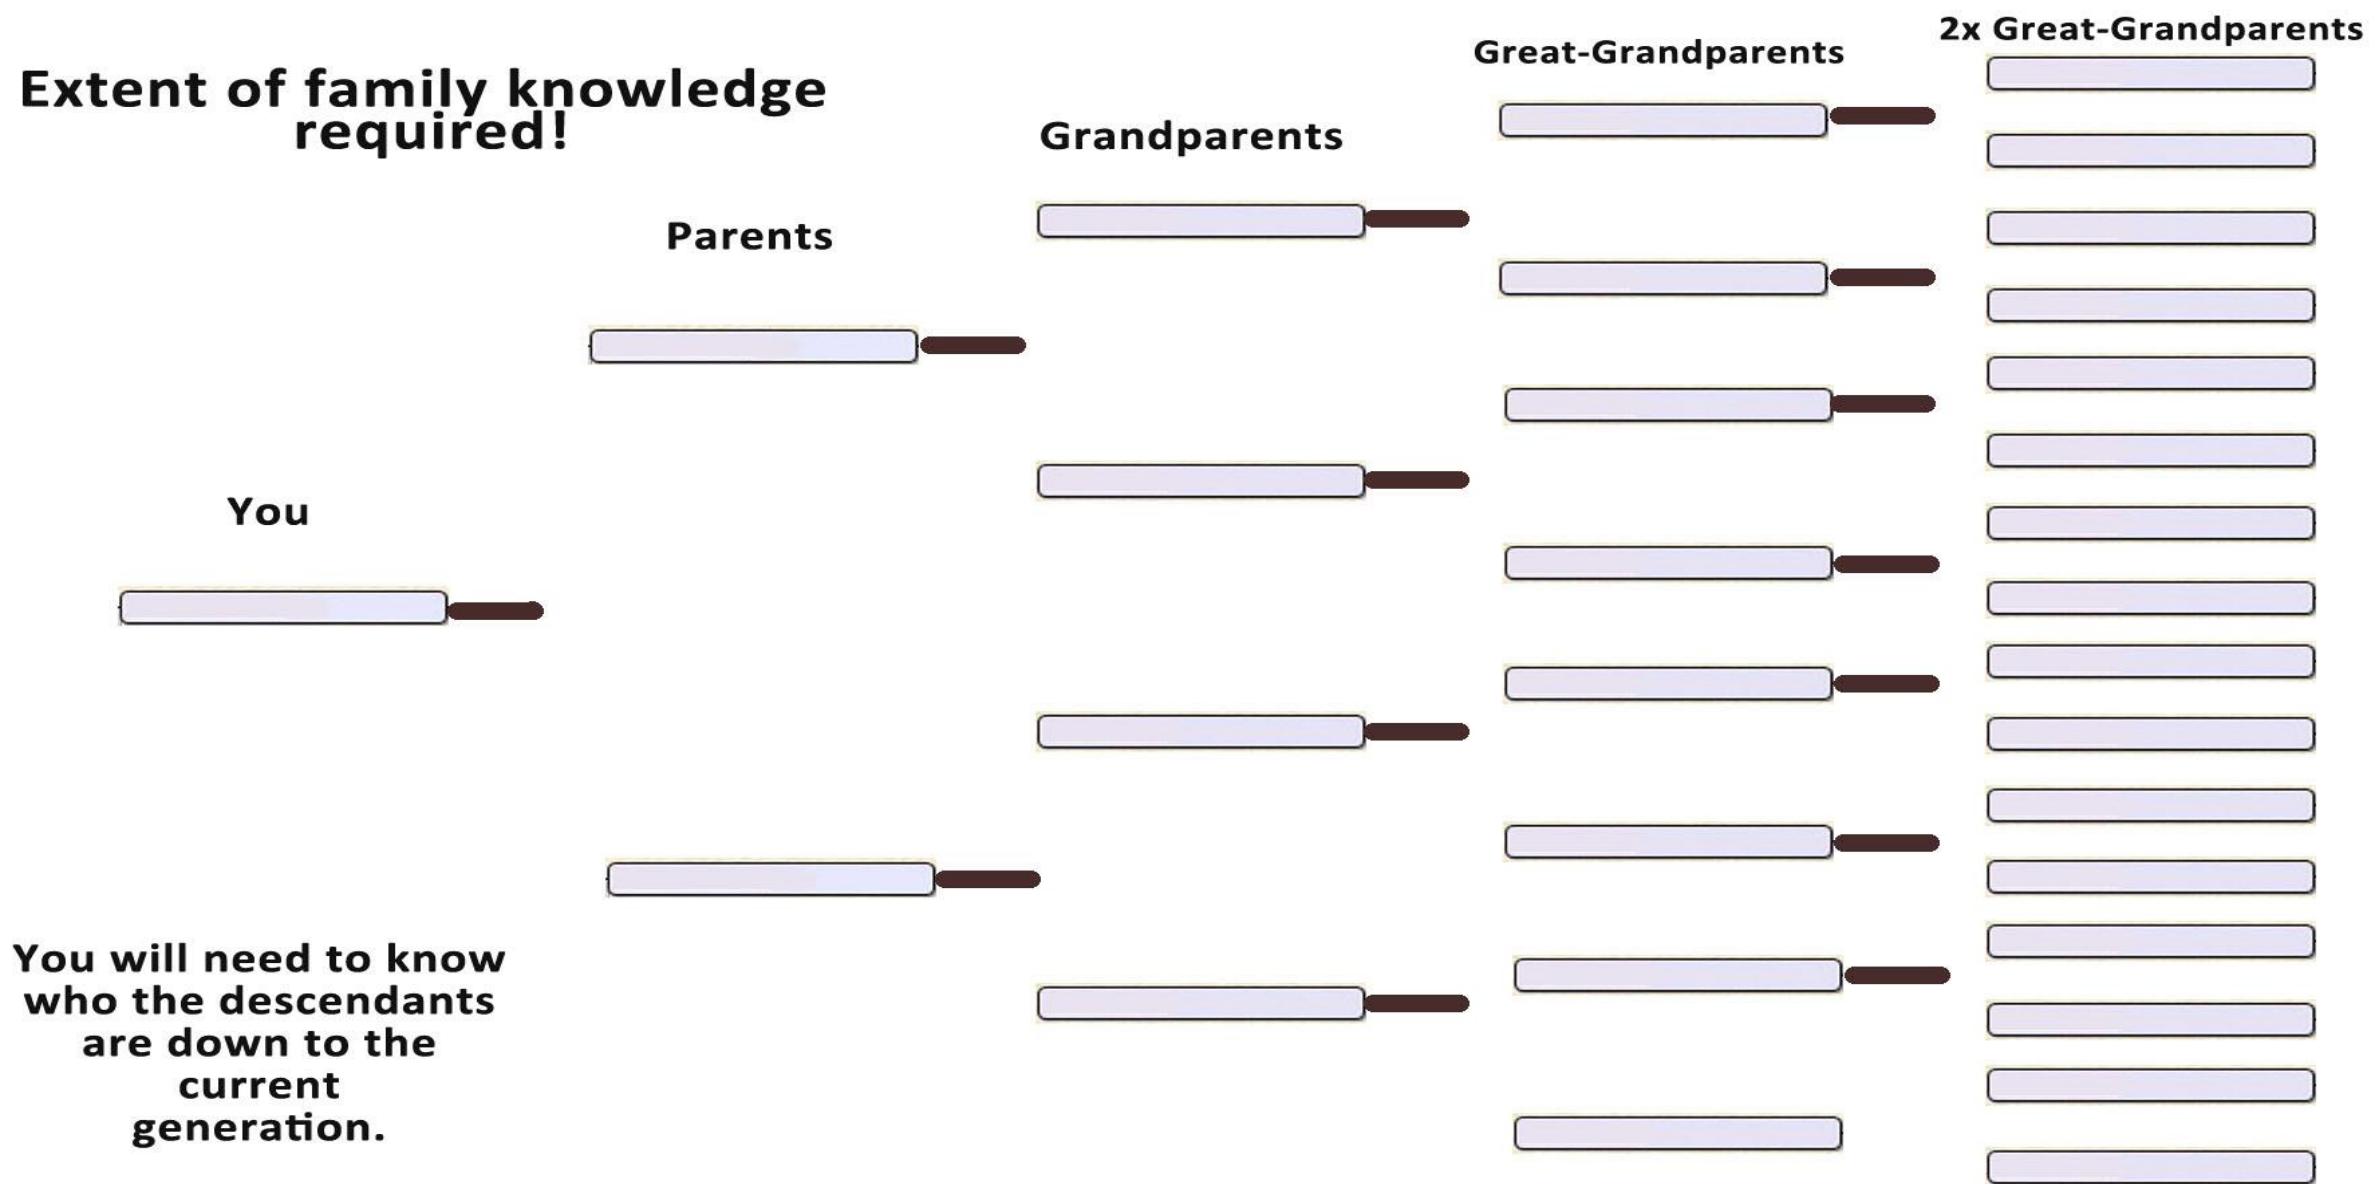 Extent of family knowledge
required!
You
Parents
Grandparents
Great-Grandparents
2x Great-Grandparents
You will need to know
who the descendants
are down to the
current
generation.